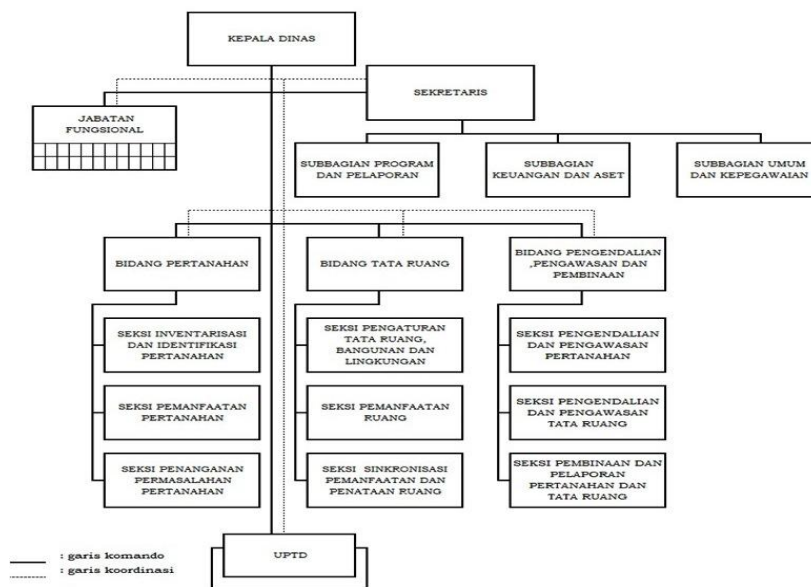 KEPALA DINAS
SEKRETARIS
JABATAN
FUNGSIONAL
SUBBAGIAN PROGRAM
DAN PELAPORAN
SUBBAGIAN
KEUANGAN DAN ASET
SUBBAGIAN UMUM
DAN KEPEGAWAIAN
BIDANG PERTANAHAN
BIDANG TATA RUANG
BIDANG PENGENDALIAN
,PENGAWASAN DAN
PEMBINAAN
SEKSI INVENTARISASI
DAN IDENTIFIKASI
PERTANAHAN
SEKSI PENGATURAN
TATA RUANG,
BANGUNAN DAN
LINGKUNGAN
SEKSI PENGENDALIAN
DAN PENGAWASAN
PERTANAHAN
SEKSI PEMANFAATAN
PERTANAHAN
SEKSI PEMANFAATAN
RUANG
SEKSI PENGENDALIAN
DAN PENGAWASAN
TATA RUANG
SEKSI PENANGANAN
PERMASALAHAN
PERTANAHAN
SEKSI SINKRONISASI
PEMANFAATAN DAN
PENATAAN RUANG
SEKSI PEMBINAAN DAN
PELAPORAN
PERTANAHAN DAN
TATA RUANG
UPTD
: garis komando
: garis koordinasi